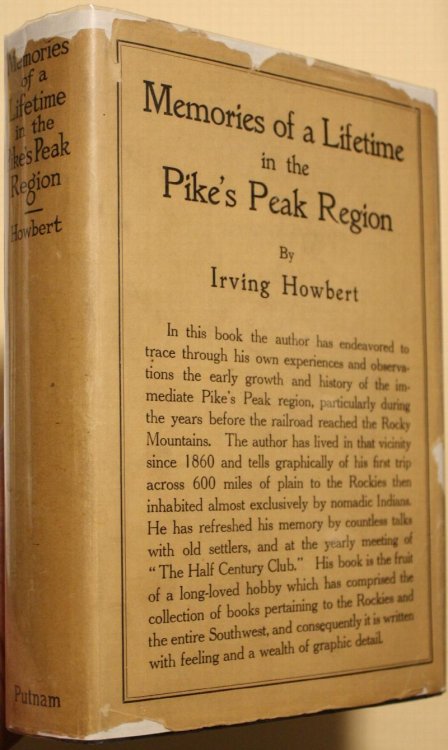 Memories
of a
Lifetime
in the
Pike's Peak
Region
Howbert
Putnam
Memories of a Lifetime
in the
Pike's Peak Region
By
Irving Howbert
In this book the author has endeavored to
trace through his own experiences and observa-
tions the early growth and history of the im-
mediate Pike's Peak region, particularly during
the years before the railroad reached the Rocky
Mountains. The author has lived in that vicinity
since 1860 and tells graphically of his first trip
across 600 miles of plain to the Rockies then
inhabited almost exclusively by nomadic Indians.
He has refreshed his memory by countless talks
with old settlers, and at the yearly meeting of
"The Half Century Club." His book is the fruit
of a long-loved hobby which has comprised the
collection of books pertaining to the Rockies and
the entire Southwest, and consequently it is written
with feeling and a wealth of graphic detail.